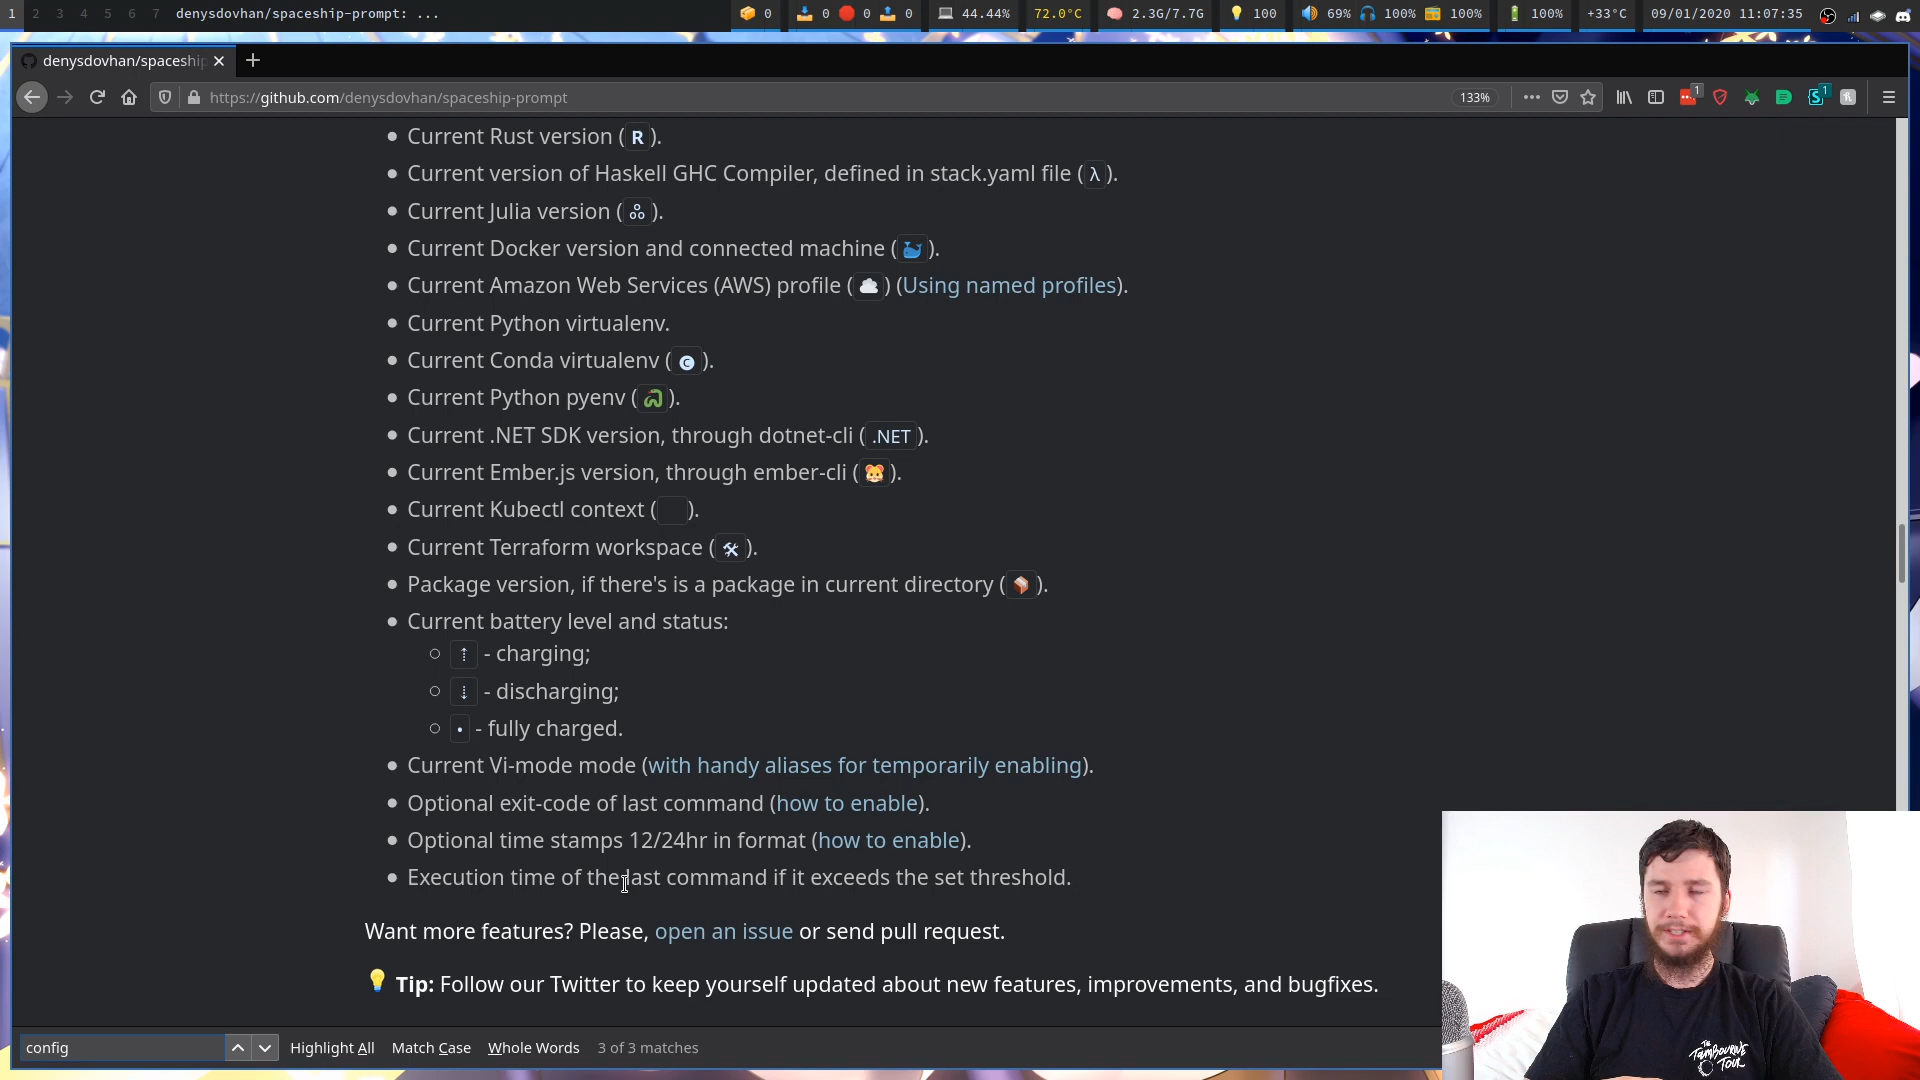 1 2 3 4 5 6 7 denysdovhan/spaceship-prompt: ... 0 0 0 0 44.44% 72.0°C 2.3G/7.7G 100 69% 100% 100% 100% +33°C 09/01/2020 11:07:35
denysdovhan/spaceship
https://github.com/denysdovhan/spaceship-prompt 133% 1 1
Current Rust version ( R ).
Current version of Haskell GHC Compiler, defined in stack.yaml file ( λ ).
Current Julia version ( ஃ ).
Current Docker version and connected machine ( 🐳 ).
Current Amazon Web Services (AWS) profile ( ☁ ) (Using named profiles).
Current Python virtualenv.
Current Conda virtualenv ( 🅒 ).
Current Python pyenv ( 🐍 ).
Current .NET SDK version, through dotnet-cli ( .NET ).
Current Ember.js version, through ember-cli ( 🐹 ).
Current Kubectl context ( ).
Current Terraform workspace ( 🛠 ).
Package version, if there's is a package in current directory ( 📦 ).
Current battery level and status:
⇡ - charging;
⇣ - discharging;
• - fully charged.
Current Vi-mode mode (with handy aliases for temporarily enabling).
Optional exit-code of last command (how to enable).
Optional time stamps 12/24hr in format (how to enable).
Execution time of the last command if it exceeds the set threshold.
Want more features? Please, open an issue or send pull request.
💡 Tip: Follow our Twitter to keep yourself updated about new features, improvements, and bugfixes.
config Highlight All Match Case Whole Words 3 of 3 matches
THE
TAMBOURINE
TOUR